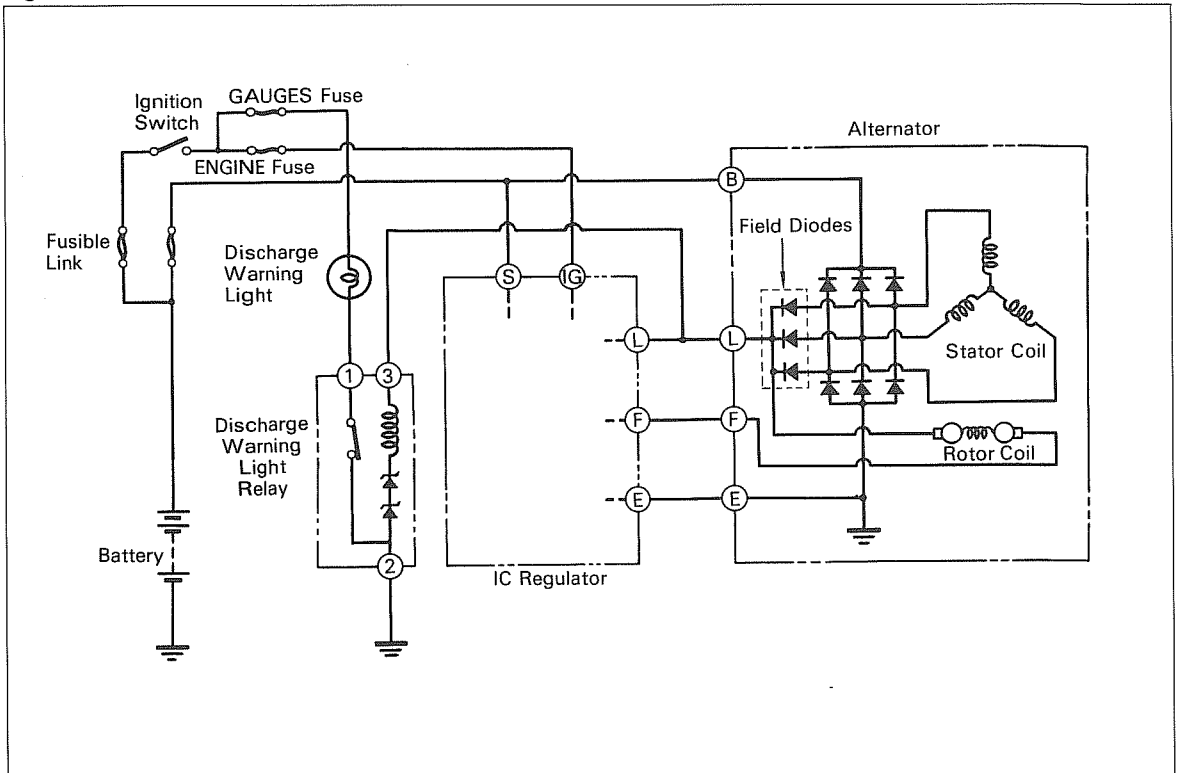 Ignition
Switch
GAUGES Fuse
ENGINE Fuse
Alternator
B
Fusible
Link
Discharge
Warning
Light
Field Diodes
S
IG
L
L
Stator Coil
1
3
Discharge
Warning
Light
Relay
F
F
Rotor Coil
E
E
Battery
2
IC Regulator